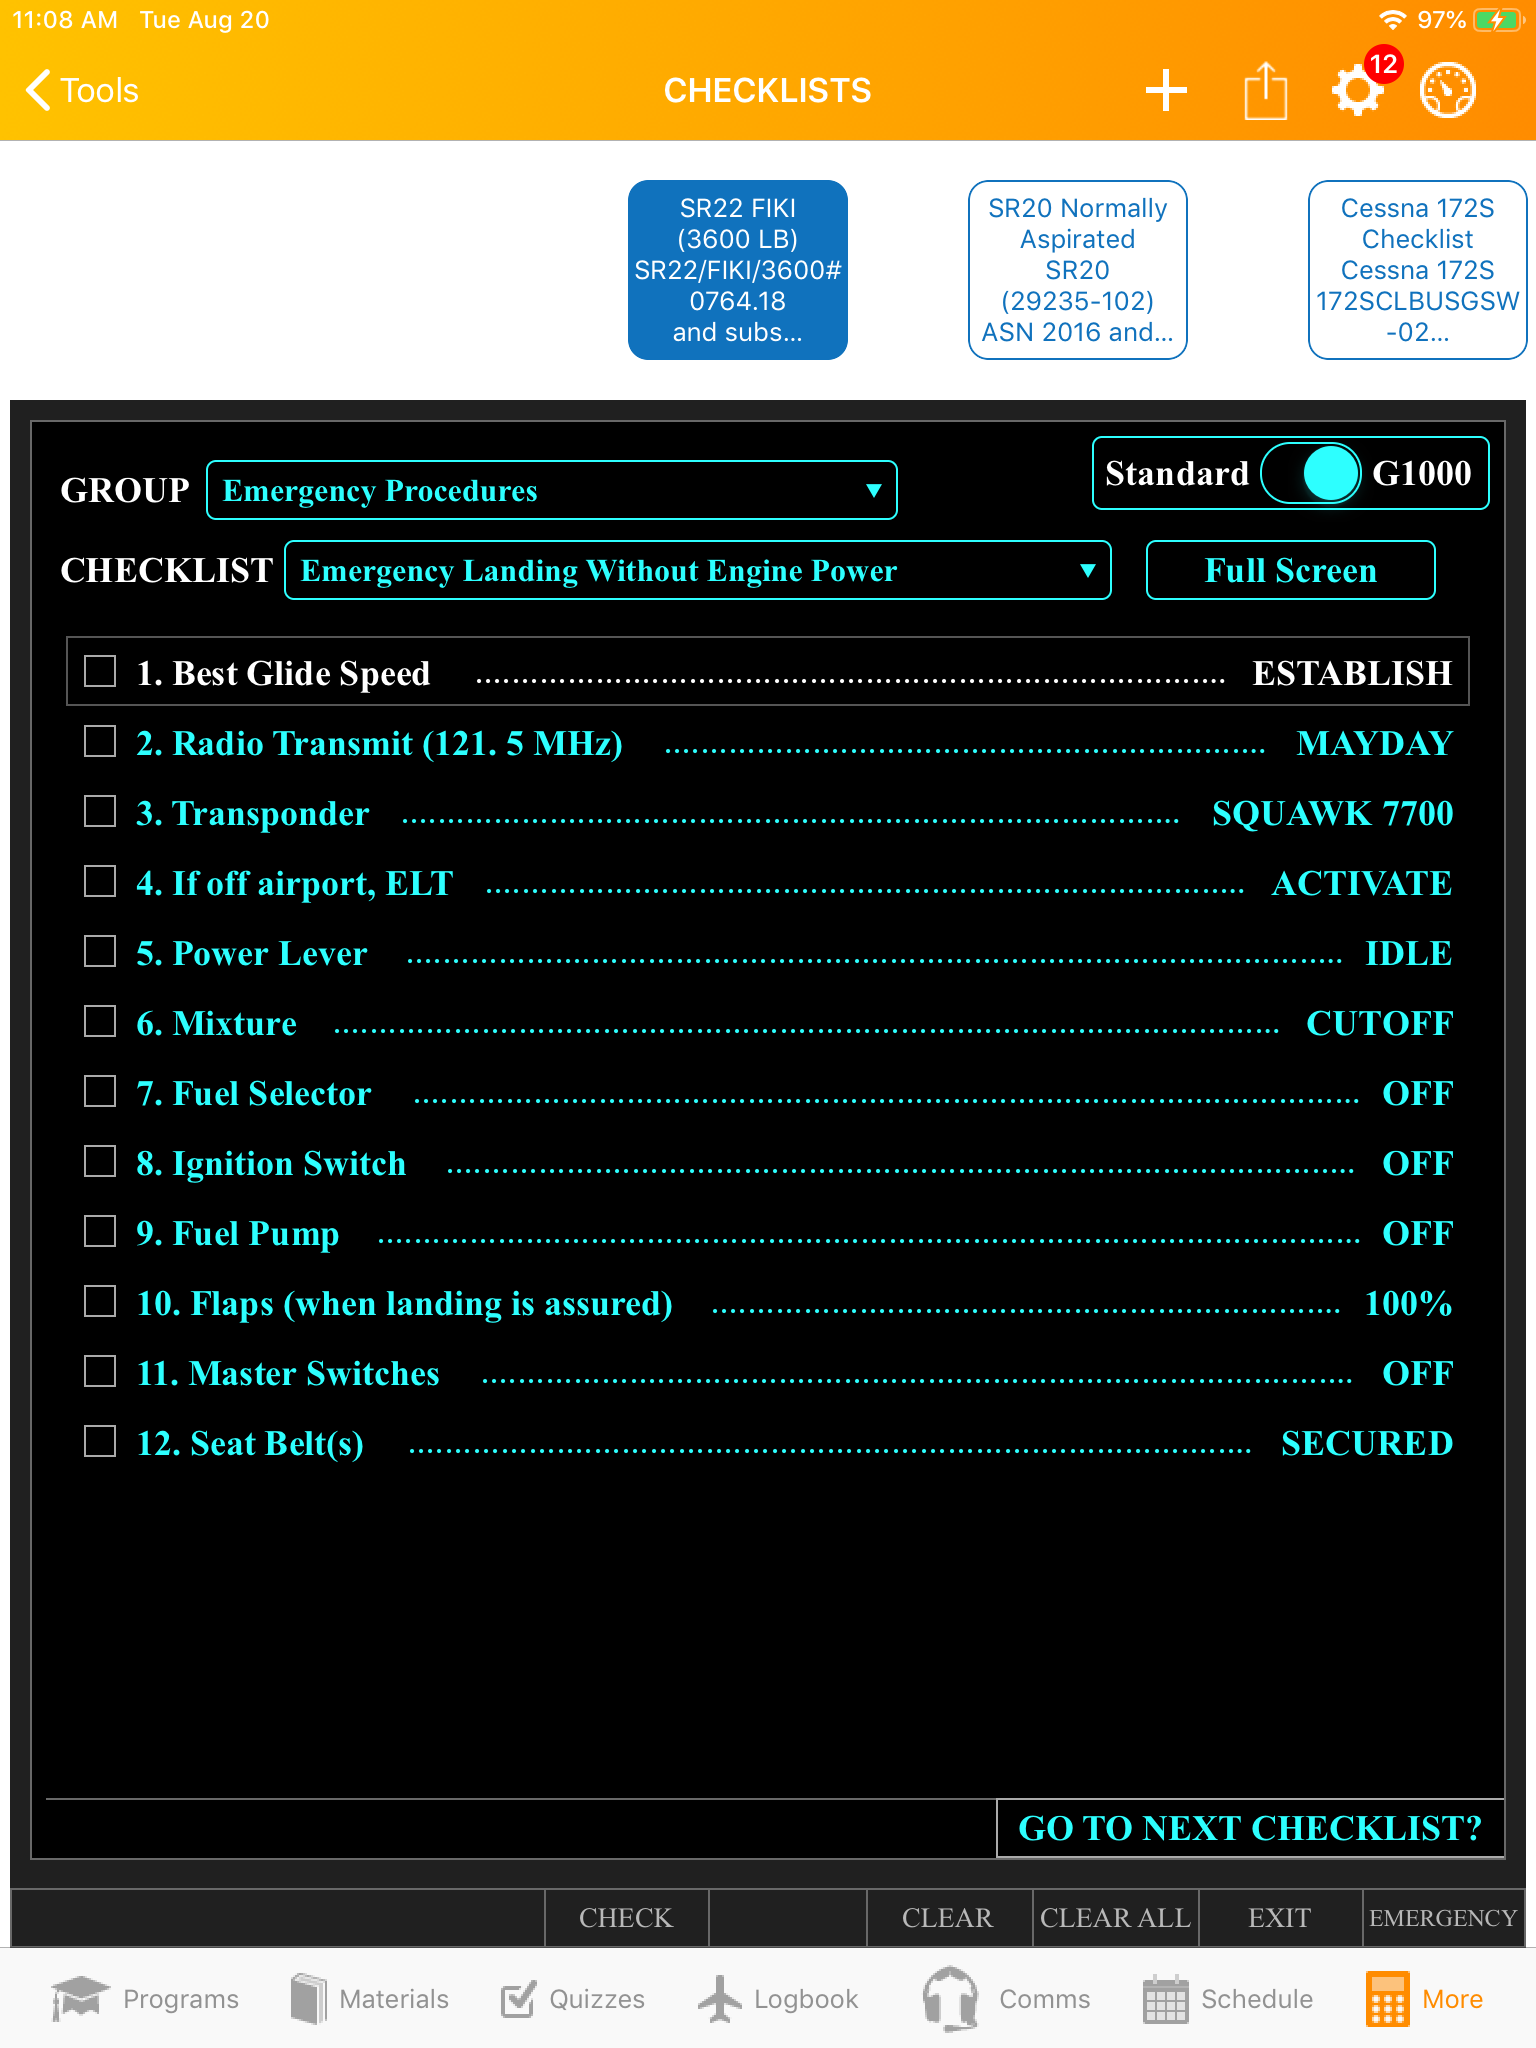 11:08 AM Tue Aug 20 97%
Tools CHECKLISTS 12
SR22 FIKI
(3600 LB)
SR22/FIKI/3600#
0764.18
and subs...
SR20 Normally
Aspirated
SR20
(29235-102)
ASN 2016 and...
Cessna 172S
Checklist
Cessna 172S
172SCLBUSGSW
-02...
Standard G1000
GROUP Emergency Procedures
CHECKLIST Emergency Landing Without Engine Power Full Screen
1. Best Glide Speed ESTABLISH
2. Radio Transmit (121. 5 MHz) MAYDAY
3. Transponder SQUAWK 7700
4. If off airport, ELT ACTIVATE
5. Power Lever IDLE
6. Mixture CUTOFF
7. Fuel Selector OFF
8. Ignition Switch OFF
9. Fuel Pump OFF
10. Flaps (when landing is assured) 100%
11. Master Switches OFF
12. Seat Belt(s) SECURED
GO TO NEXT CHECKLIST?
CHECK CLEAR CLEAR ALL EXIT EMERGENCY
Programs Materials Quizzes Logbook Comms Schedule More